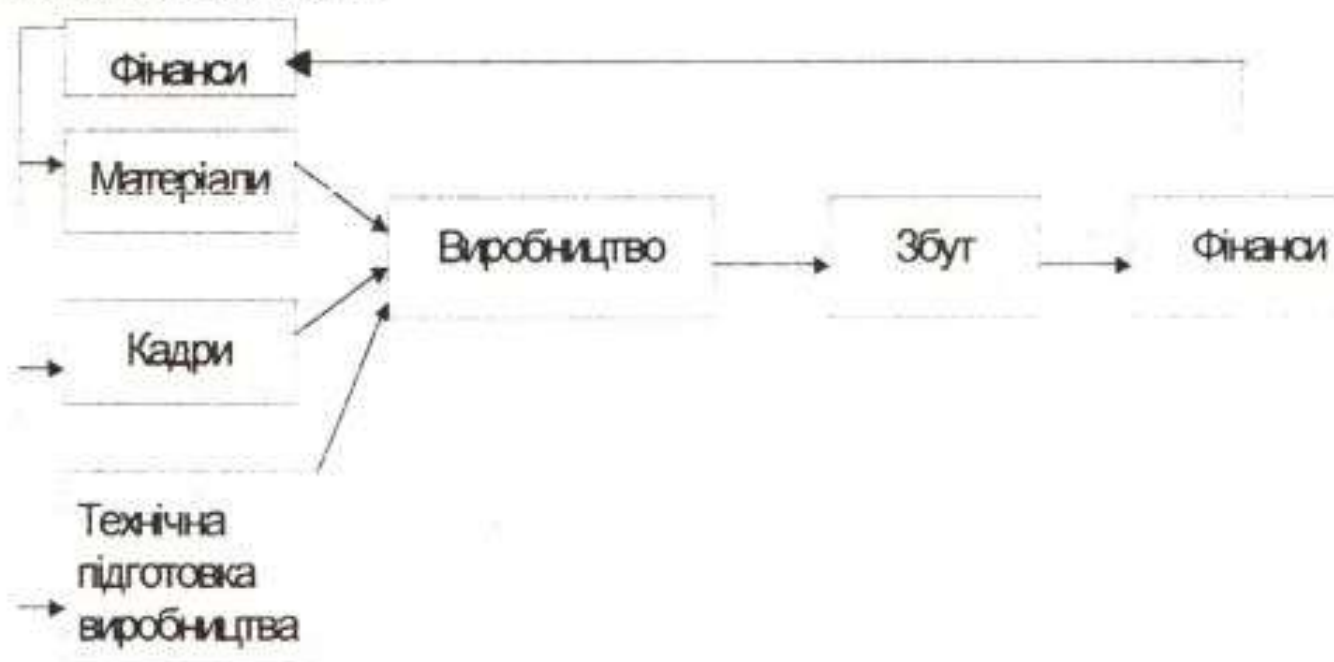 Фінанси
Матеріали
Виробництво
Збут
Фінанси
Кадри
Технічна
підготовка
виробництва